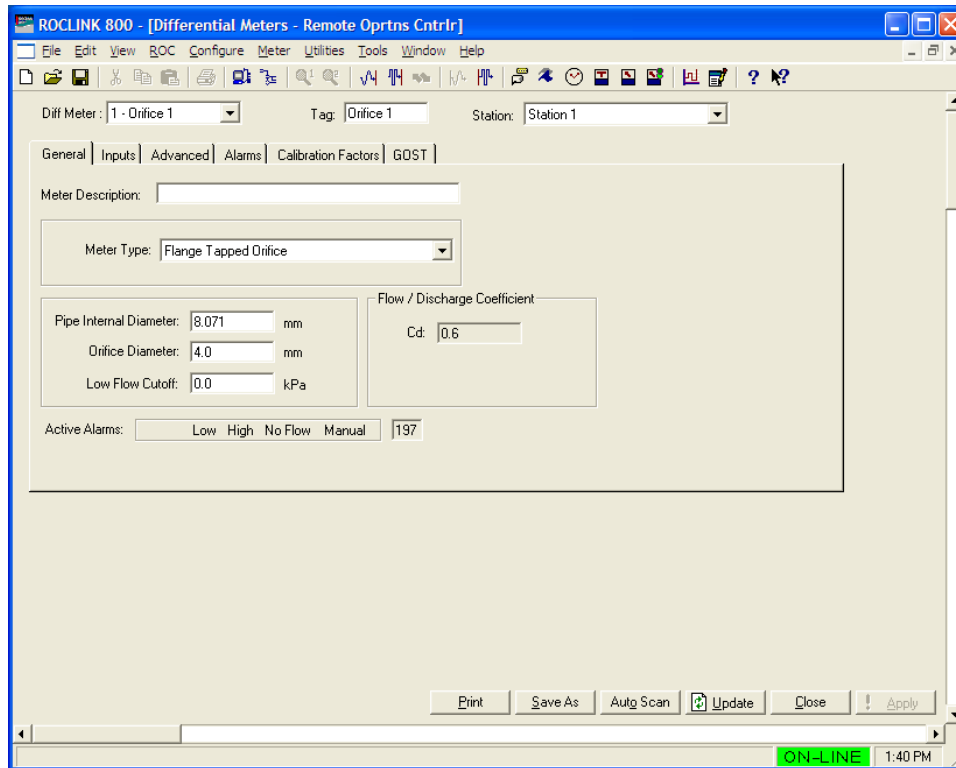 ROCLINK 800 - [Differential Meters - Remote Oprtns Cntrlr]
File Edit View ROC Configure Meter Utilities Tools Window Help
Diff Meter : 1 - Orifice 1 Tag: Orifice 1 Station: Station 1
General Inputs Advanced Alarms Calibration Factors GOST
Meter Description:
Meter Type: Flange Tapped Orifice
Flow / Discharge Coefficient
Pipe Internal Diameter: 8.071 mm
Cd: 0.6
Orifice Diameter: 4.0 mm
Low Flow Cutoff: 0.0 kPa
Active Alarms: Low High No Flow Manual 197
Print Save As Auto Scan Update Close ! Apply
ON-LINE 1:40 PM